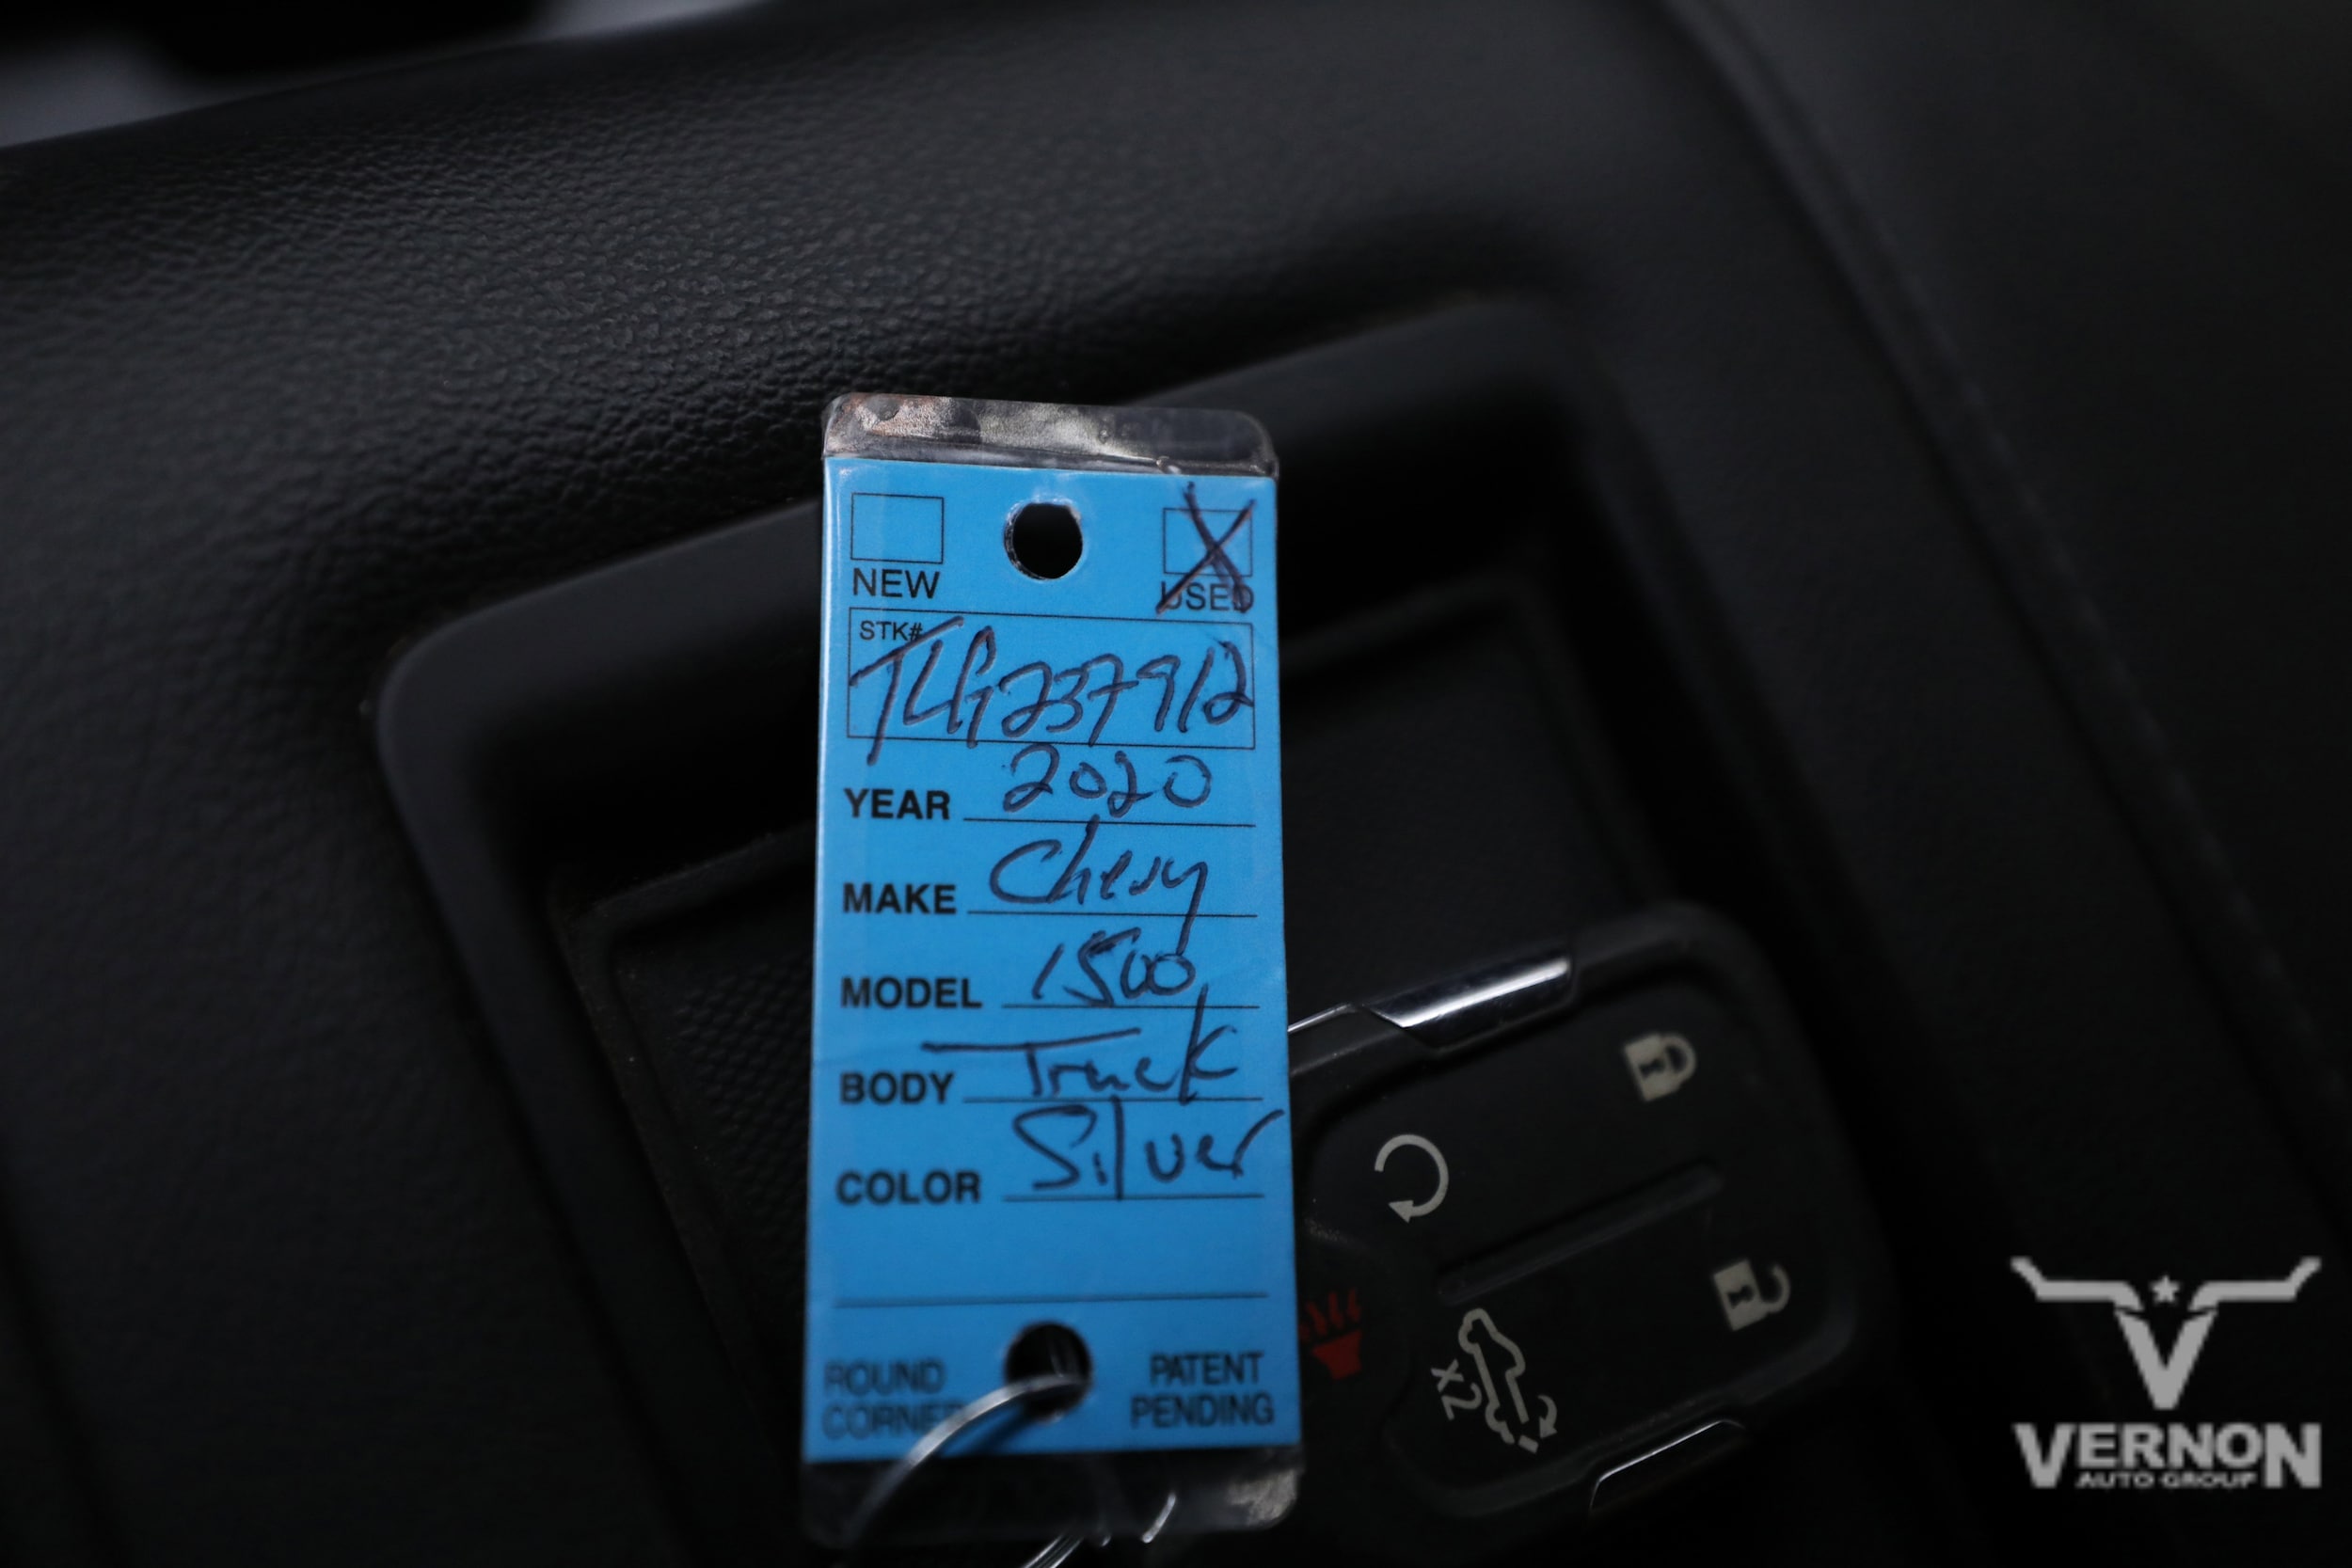 NEW USED
STK#
TLG237912
YEAR 2020
MAKE Chevy
MODEL 1500
BODY Truck
COLOR Silver
ROUND PATENT
CORNER PENDING
X2
VERNON
AUTO GROUP